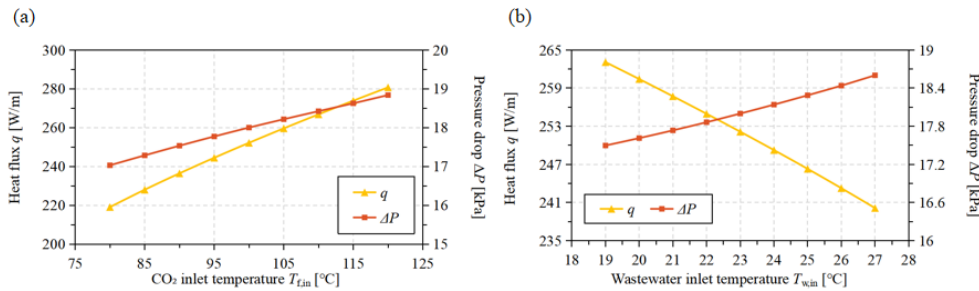 (a)
(b)
300
280
260
240
220
200
Heat flux q [W/m]
20
19
18
17
16
15
Pressure drop ΔP [kPa]
q
ΔP
75 85 95 105 115 125
CO₂ inlet temperature T_f,in [°C]
265
259
253
247
241
235
Heat flux q [W/m]
19
18.4
17.8
17.2
16.6
16
Pressure drop ΔP [kPa]
q ΔP
18 19 20 21 22 23 24 25 26 27 28
Wastewater inlet temperature T_w,in [°C]